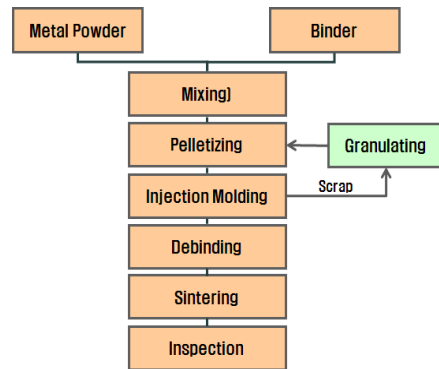 Metal Powder
Binder
Mixing)
Pelletizing
Granulating
Injection Molding
Scrap
Debinding
Sintering
Inspection